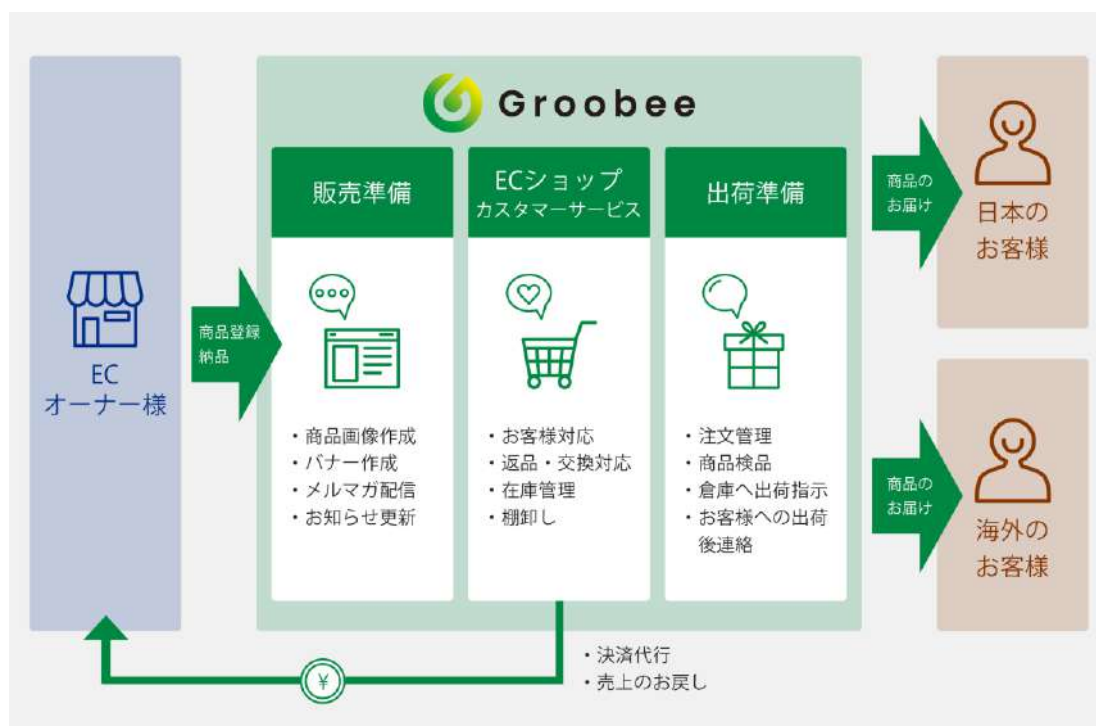 Groobee
EC
オーナー様
商品登録
納品
販売準備
・商品画像作成
・バナー作成
・メルマガ配信
・お知らせ更新
ECショップ
カスタマーサービス
・お客様対応
・返品・交換対応
・在庫管理
・棚卸し
出荷準備
・注文管理
・商品検品
・倉庫へ出荷指示
・お客様への出荷
後連絡
商品の
お届け
日本の
お客様
商品の
お届け
海外の
お客様
¥
・決済代行
・売上のお戻し